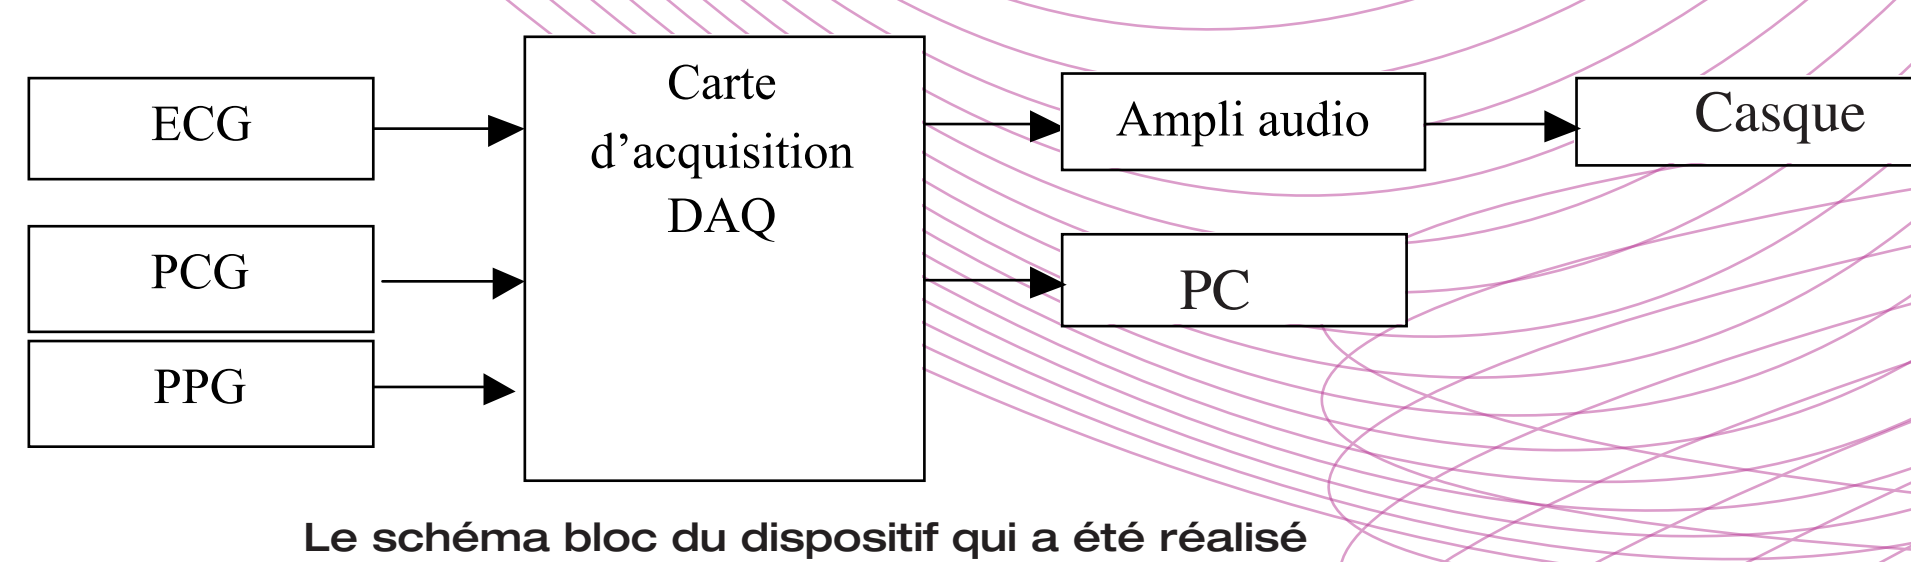 ECG
PCG
PPG
Carte
d’acquisition
DAQ
Ampli audio
Casque
PC
Le schéma bloc du dispositif qui a été réalisé